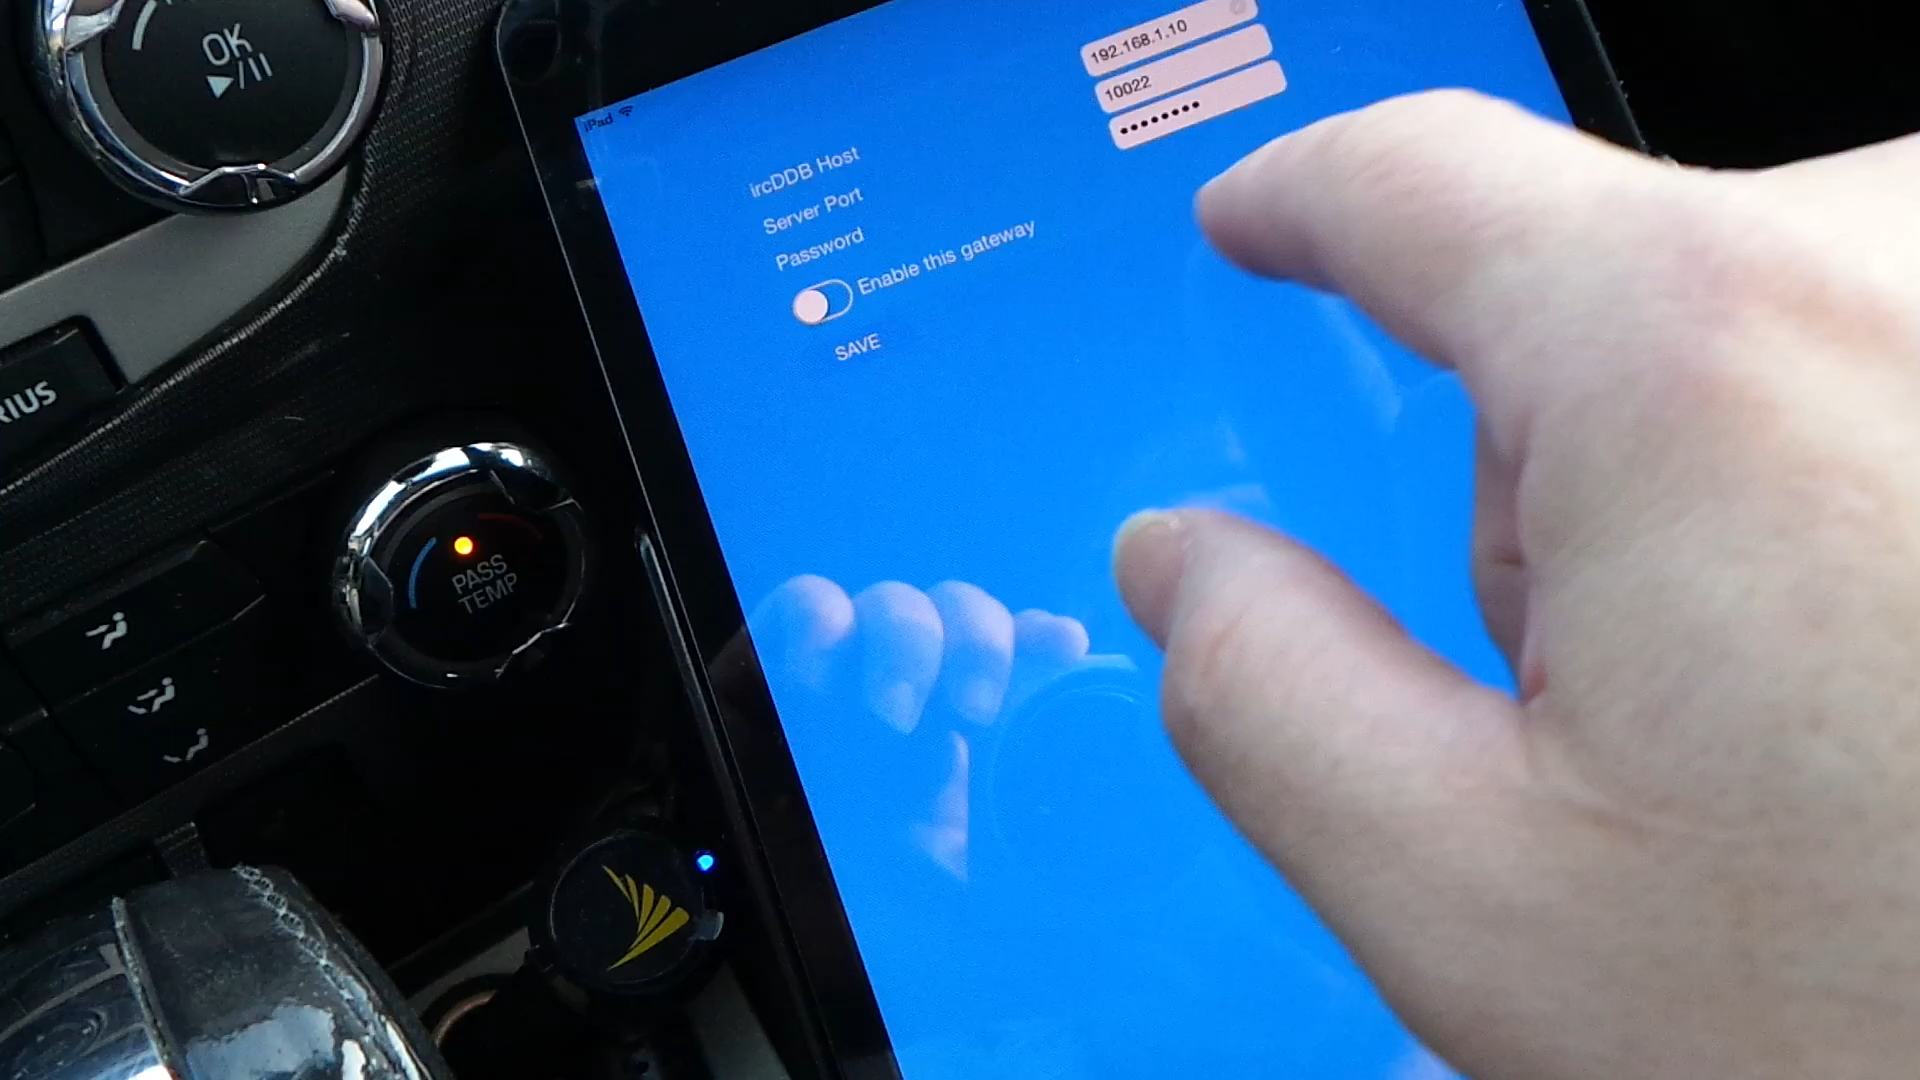 OK
RIUS
PASS
TEMP
iPad
192.168.1.10
10022
••••••••
ircDDB Host
Server Port
Password
Enable this gateway
SAVE